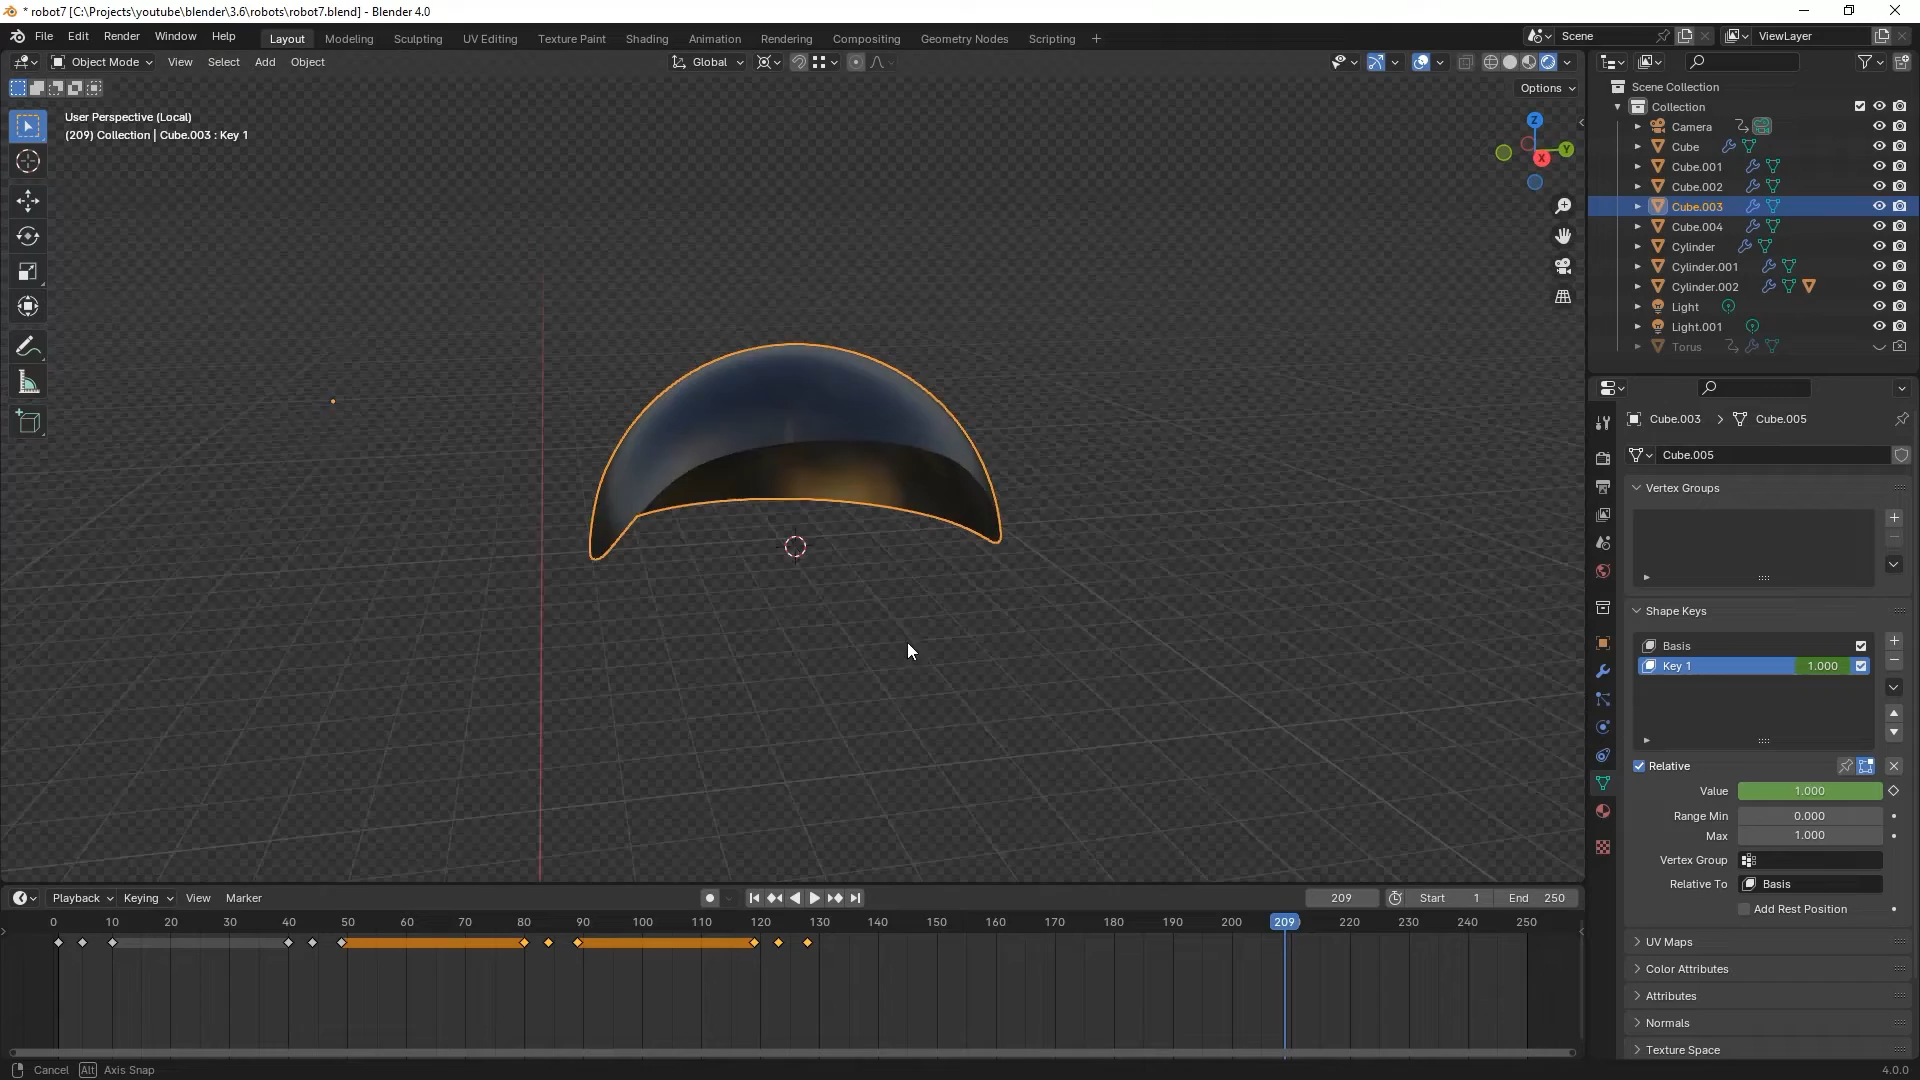 * robot7 [C:\Projects\youtube\blender\3.6\robots\robot7.blend] - Blender 4.0
File Edit Render Window Help
Layout Modeling Sculpting UV Editing Texture Paint Shading Animation Rendering Compositing Geometry Nodes Scripting +
Scene
ViewLayer
Object Mode View Select Add Object
Global
Options
User Perspective (Local)
(209) Collection | Cube.003 : Key 1
Z
Y
X
Scene Collection
Collection
Camera
Cube
Cube.001
Cube.002
Cube.003
Cube.004
Cylinder
Cylinder.001
Cylinder.002
Light
Light.001
Torus
Cube.003 > Cube.005
Cube.005
Vertex Groups
Shape Keys
Basis
Key 1 1.000
Relative
Value 1.000
Range Min 0.000
Max 1.000
Vertex Group
Relative To Basis
Add Rest Position
UV Maps
Color Attributes
Attributes
Normals
Texture Space
Playback Keying View Marker
209
Start 1
End 250
0 10 20 30 40 50 60 70 80 90 100 110 120 130 140 150 160 170 180 190 200 209 220 230 240 250
Cancel Alt Axis Snap
4.0.0